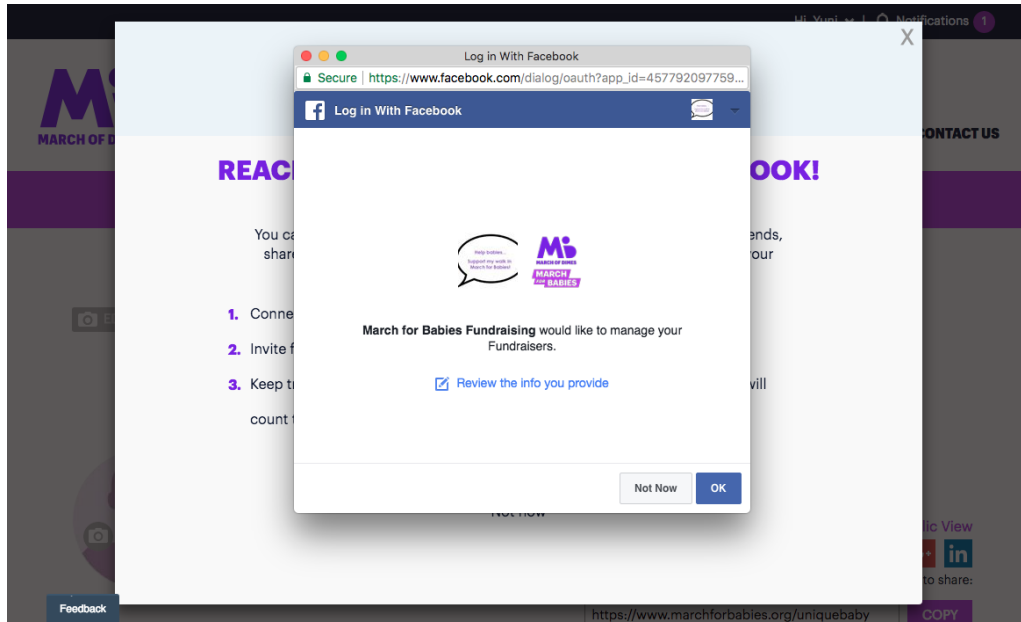 Hi, Yuni Notifications 1
X
Log in With Facebook
Secure | https://www.facebook.com/dialog/oauth?app_id=457792097759...
f Log in With Facebook
MARCH OF D
CONTACT US
REAC OOK!
You ca ends,
share our
Help babies...
Support my walk in
March for Babies!
MARCH OF DIMES
MARCH
FOR BABIES
1. Conne
2. Invite f
3. Keep t will
count t
March for Babies Fundraising would like to manage your
Fundraisers.
Review the info you provide
Not Now OK
Not now
lic View
in
to share:
Feedback
https://www.marchforbabies.org/uniquebaby COPY